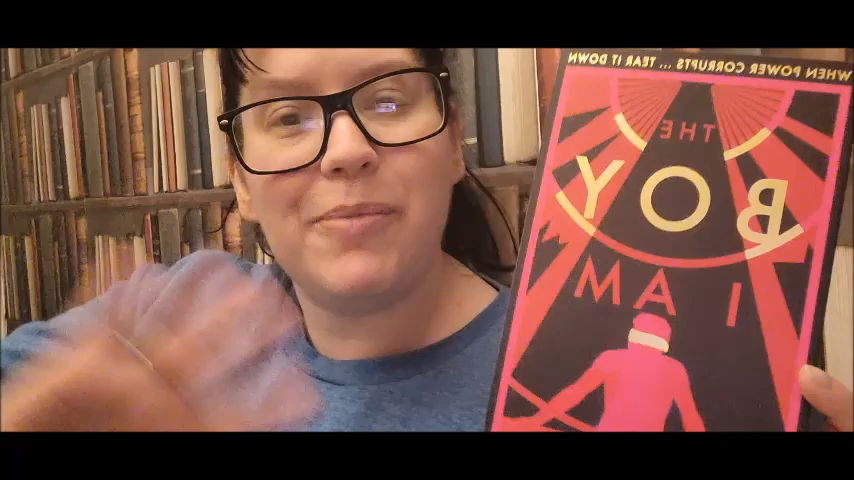 WHEN POWER CORRUPTS ... TEAR IT DOWN
THE
BOY
I AM